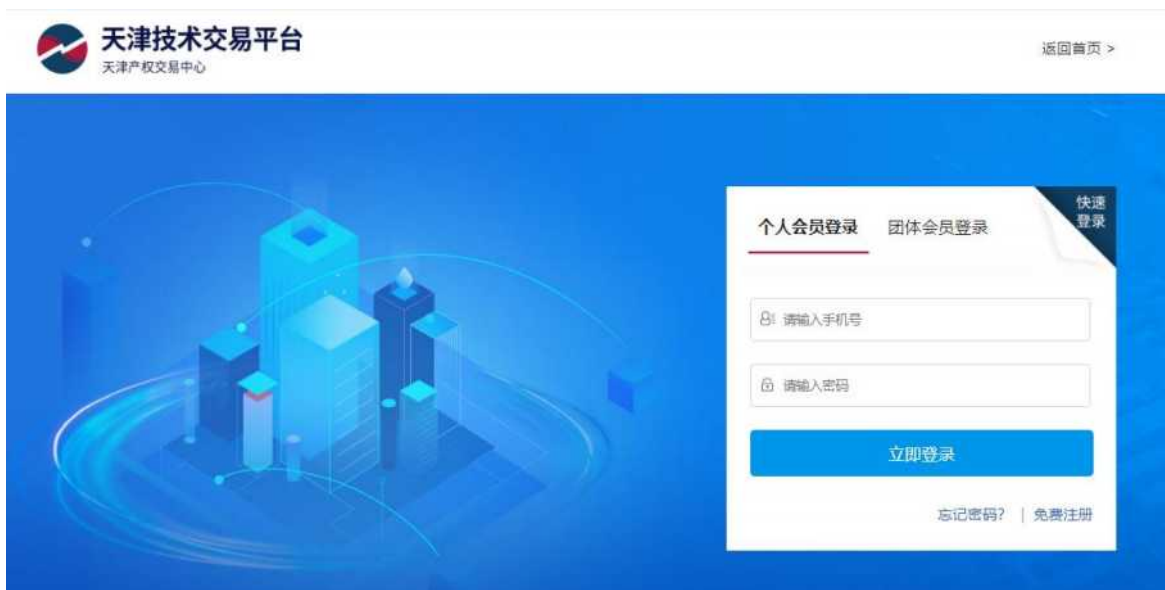 天津技术交易平台
天津产权交易中心
返回首页 >
个人会员登录 团体会员登录
快速
登录
请输入手机号
请输入密码
立即登录
忘记密码? | 免费注册